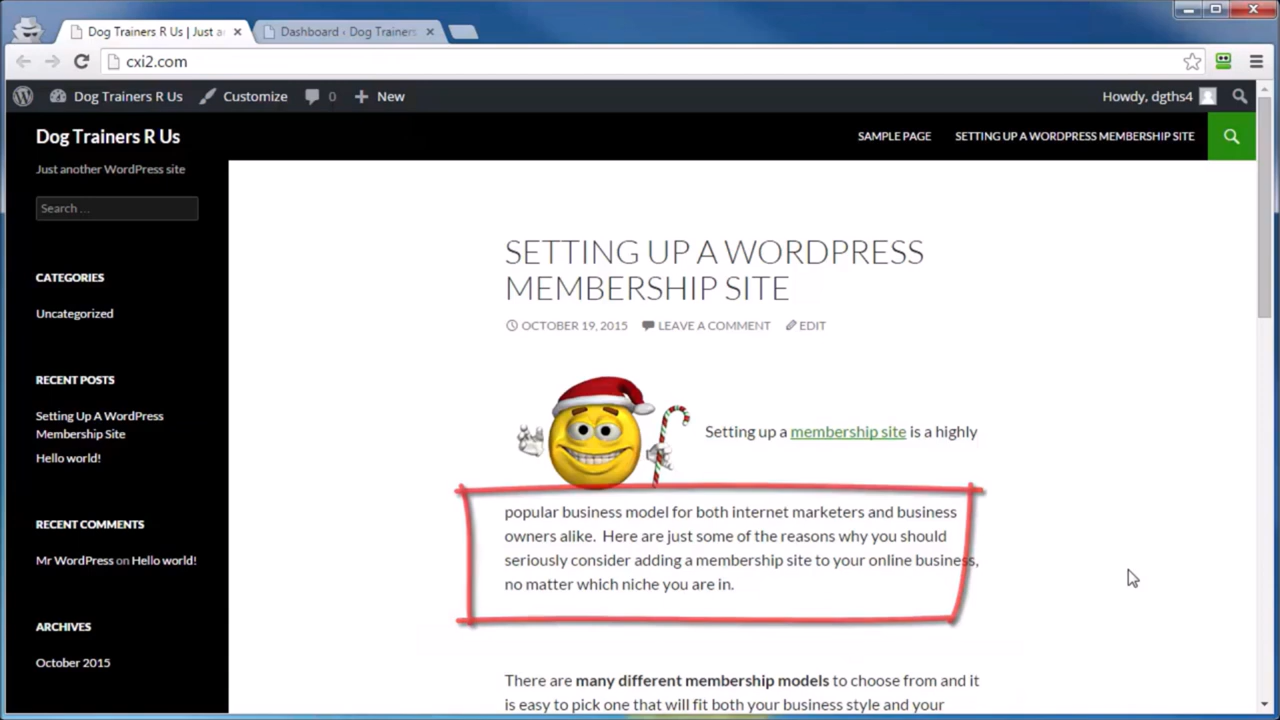 Dog Trainers R Us | Just a
Dashboard ‹ Dog Trainers
cxi2.com
Dog Trainers R Us
Customize
0
New
Howdy, dgths4
Dog Trainers R Us
SAMPLE PAGE
SETTING UP A WORDPRESS MEMBERSHIP SITE
Just another WordPress site
Search ...
CATEGORIES
Uncategorized
RECENT POSTS
Setting Up A WordPress
Membership Site
Hello world!
RECENT COMMENTS
Mr WordPress on Hello world!
ARCHIVES
October 2015
SETTING UP A WORDPRESS
MEMBERSHIP SITE
OCTOBER 19, 2015 LEAVE A COMMENT EDIT
Setting up a membership site is a highly
popular business model for both internet marketers and business
owners alike. Here are just some of the reasons why you should
seriously consider adding a membership site to your online business,
no matter which niche you are in.
There are many different membership models to choose from and it
is easy to pick one that will fit both your business style and your